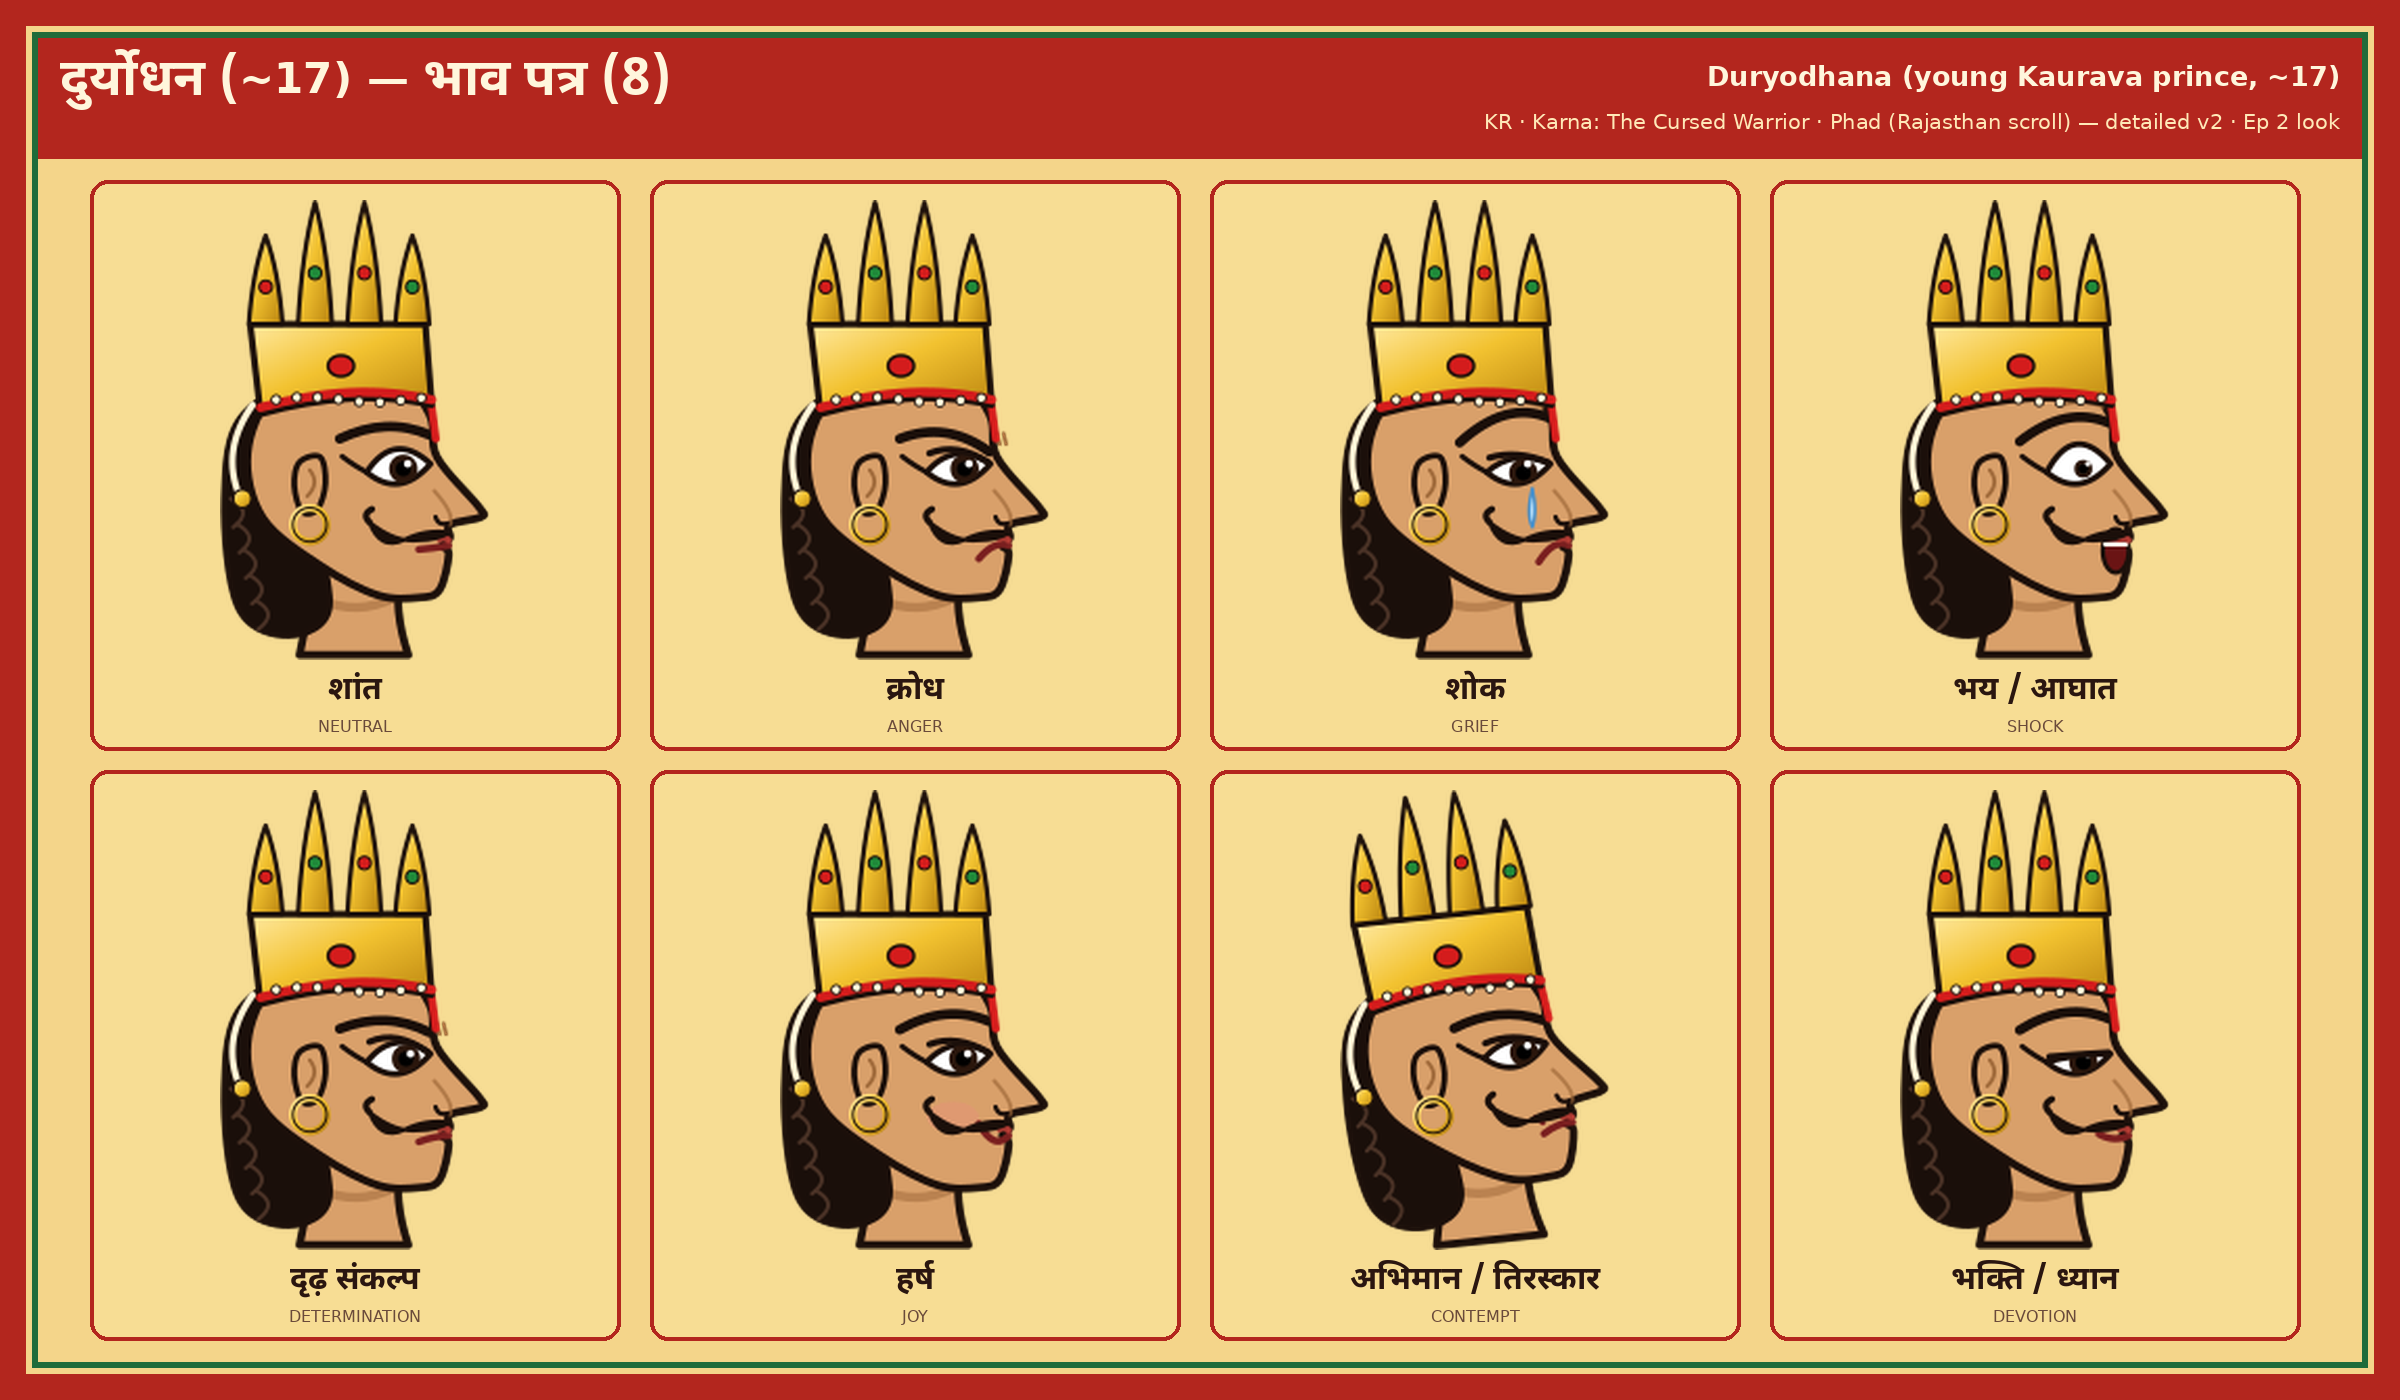 दुर्योधन (~17) — भाव पत्र (8)
Duryodhana (young Kaurava prince, ~17)
KR · Karna: The Cursed Warrior · Phad (Rajasthan scroll) — detailed v2 · Ep 2 look
शांत
NEUTRAL
क्रोध
ANGER
शोक
GRIEF
भय / आघात
SHOCK
दृढ़ संकल्प
DETERMINATION
हर्ष
JOY
अभिमान / तिरस्कार
CONTEMPT
भक्ति / ध्यान
DEVOTION